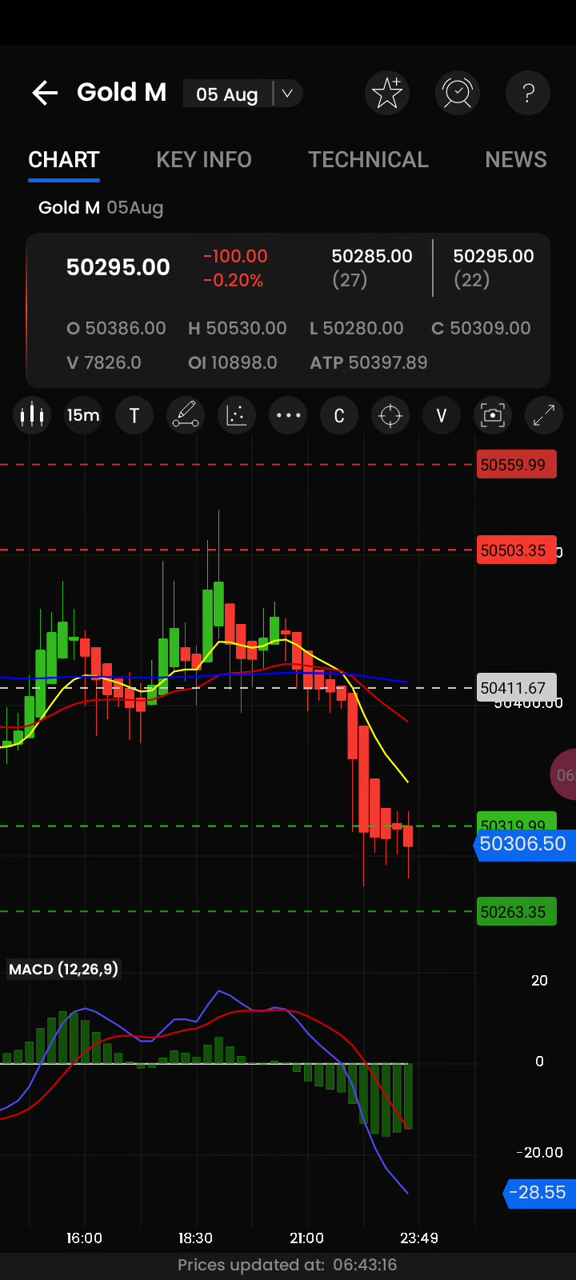 Gold M 05 Aug ?
CHART KEY INFO TECHNICAL NEWS
Gold M 05Aug
50295.00 -100.00 50285.00 50295.00
-0.20% (27) (22)
O 50386.00 H 50530.00 L 50280.00 C 50309.00
V 7826.0 OI 10898.0 ATP 50397.89
15m T C V
50559.99
50503.35
50411.67
50400.00
50319.99
50306.50
50263.35
MACD (12,26,9)
20
0
-20.00
-28.55
16:00 18:30 21:00 23:49
Prices updated at: 06:43:16